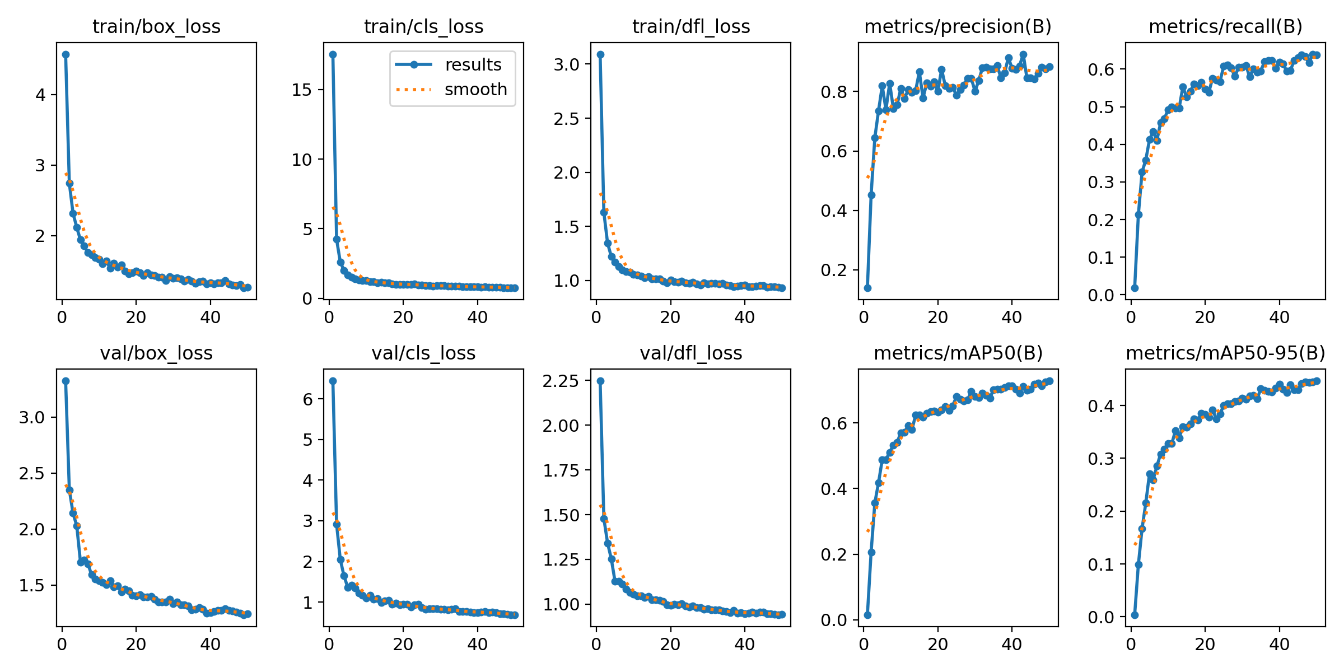 train/box_loss
train/cls_loss
train/dfl_loss
metrics/precision(B)
metrics/recall(B)
4
3
2
0 20 40
results
smooth
15
10
5
0
0 20 40
3.0
2.5
2.0
1.5
1.0
0 20 40
0.8
0.6
0.4
0.2
0 20 40
0.6
0.5
0.4
0.3
0.2
0.1
0.0
0 20 40
val/box_loss
val/cls_loss
val/dfl_loss
metrics/mAP50(B)
metrics/mAP50-95(B)
3.0
2.5
2.0
1.5
0 20 40
6
5
4
3
2
1
0 20 40
2.25
2.00
1.75
1.50
1.25
1.00
0 20 40
0.6
0.4
0.2
0.0
0 20 40
0.4
0.3
0.2
0.1
0.0
0 20 40